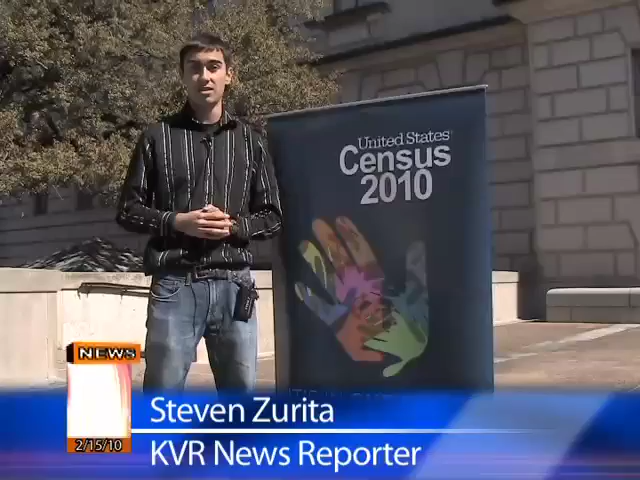 United States
Census
2010
NEWS
2/15/10
Steven Zurita
KVR News Reporter